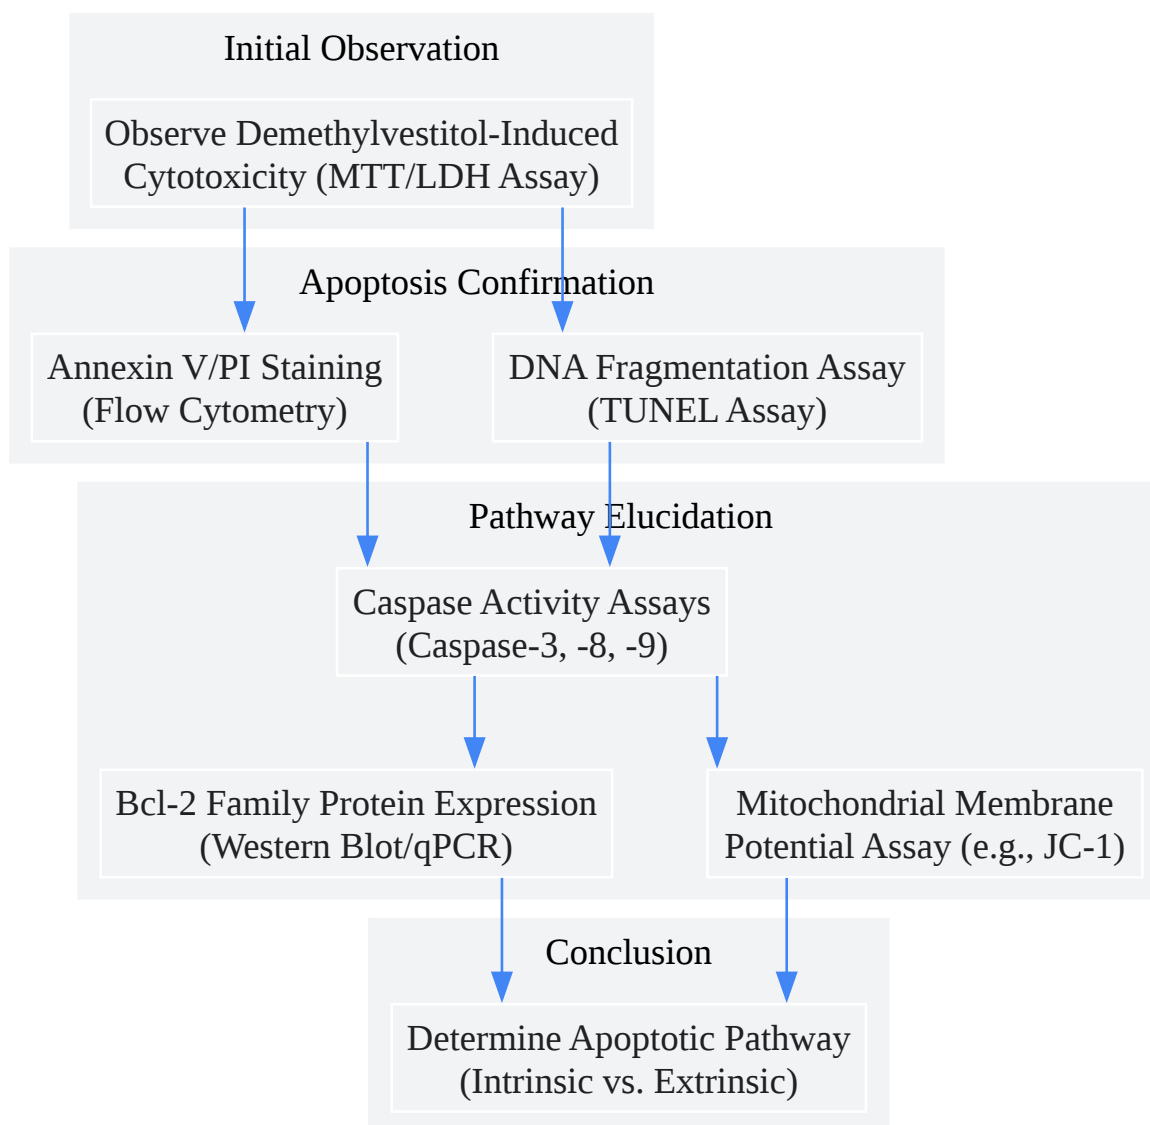 Initial Observation
Observe Demethylvestitol-Induced
Cytotoxicity (MTT/LDH Assay)
Apoptosis Confirmation
Annexin V/PI Staining
(Flow Cytometry)
DNA Fragmentation Assay
(TUNEL Assay)
Pathway Elucidation
Caspase Activity Assays
(Caspase-3, -8, -9)
Bcl-2 Family Protein Expression
(Western Blot/qPCR)
Mitochondrial Membrane
Potential Assay (e.g., JC-1)
Conclusion
Determine Apoptotic Pathway
(Intrinsic vs. Extrinsic)